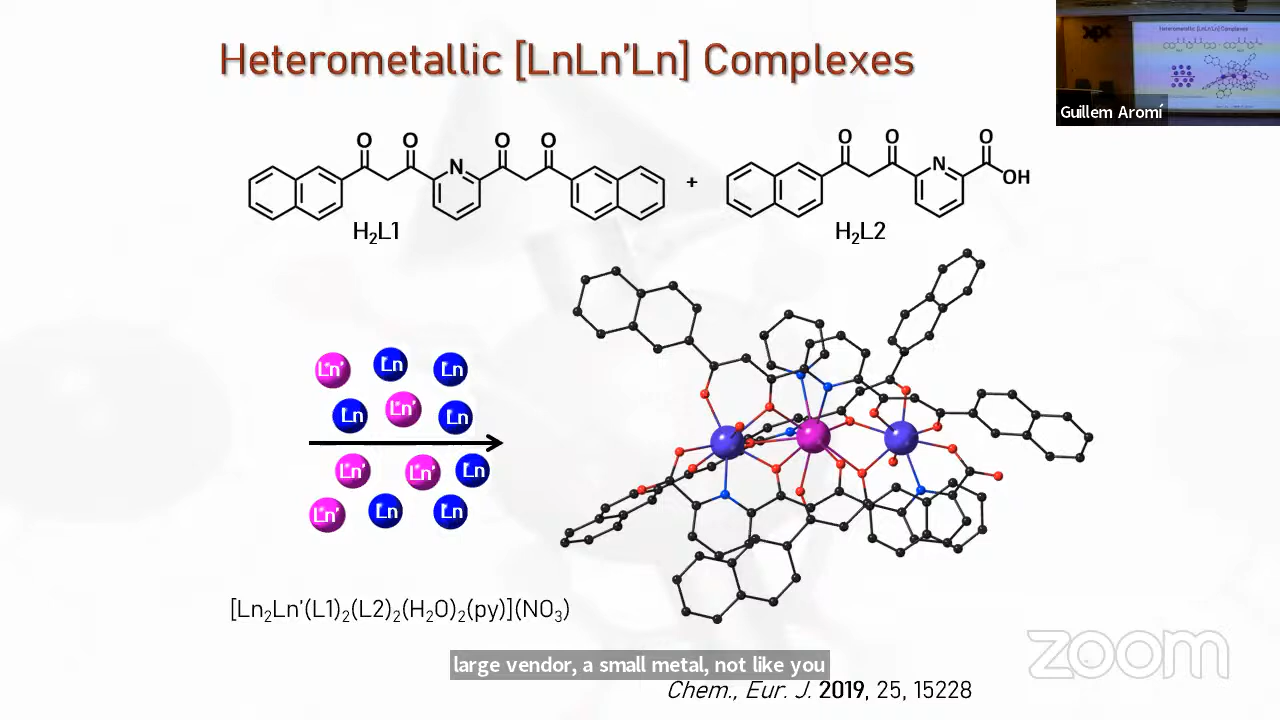 Heterometallic [LnLn'Ln] Complexes
Guillem Aromí
O O O O
N
+
O O O
N
OH
H₂L1
H₂L2
Ln' Ln Ln
Ln Ln' Ln
Ln' Ln' Ln
Ln' Ln Ln
[Ln₂Ln'(L1)₂(L2)₂(H₂O)₂(py)](NO₃)
large vendor, a small metal, not like you
zoom
Chem., Eur. J. 2019, 25, 15228